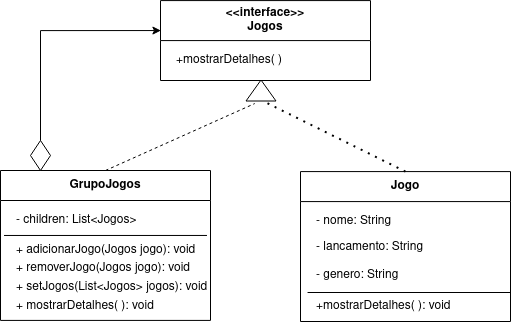 <<interface>>
Jogos
+mostrarDetalhes( )
GrupoJogos
- children: List<Jogos>
+ adicionarJogo(Jogos jogo): void
+ removerJogo(Jogos jogo): void
+ setJogos(List<Jogos> jogos): void
+ mostrarDetalhes( ): void
Jogo
- nome: String
- lancamento: String
- genero: String
+mostrarDetalhes( ): void